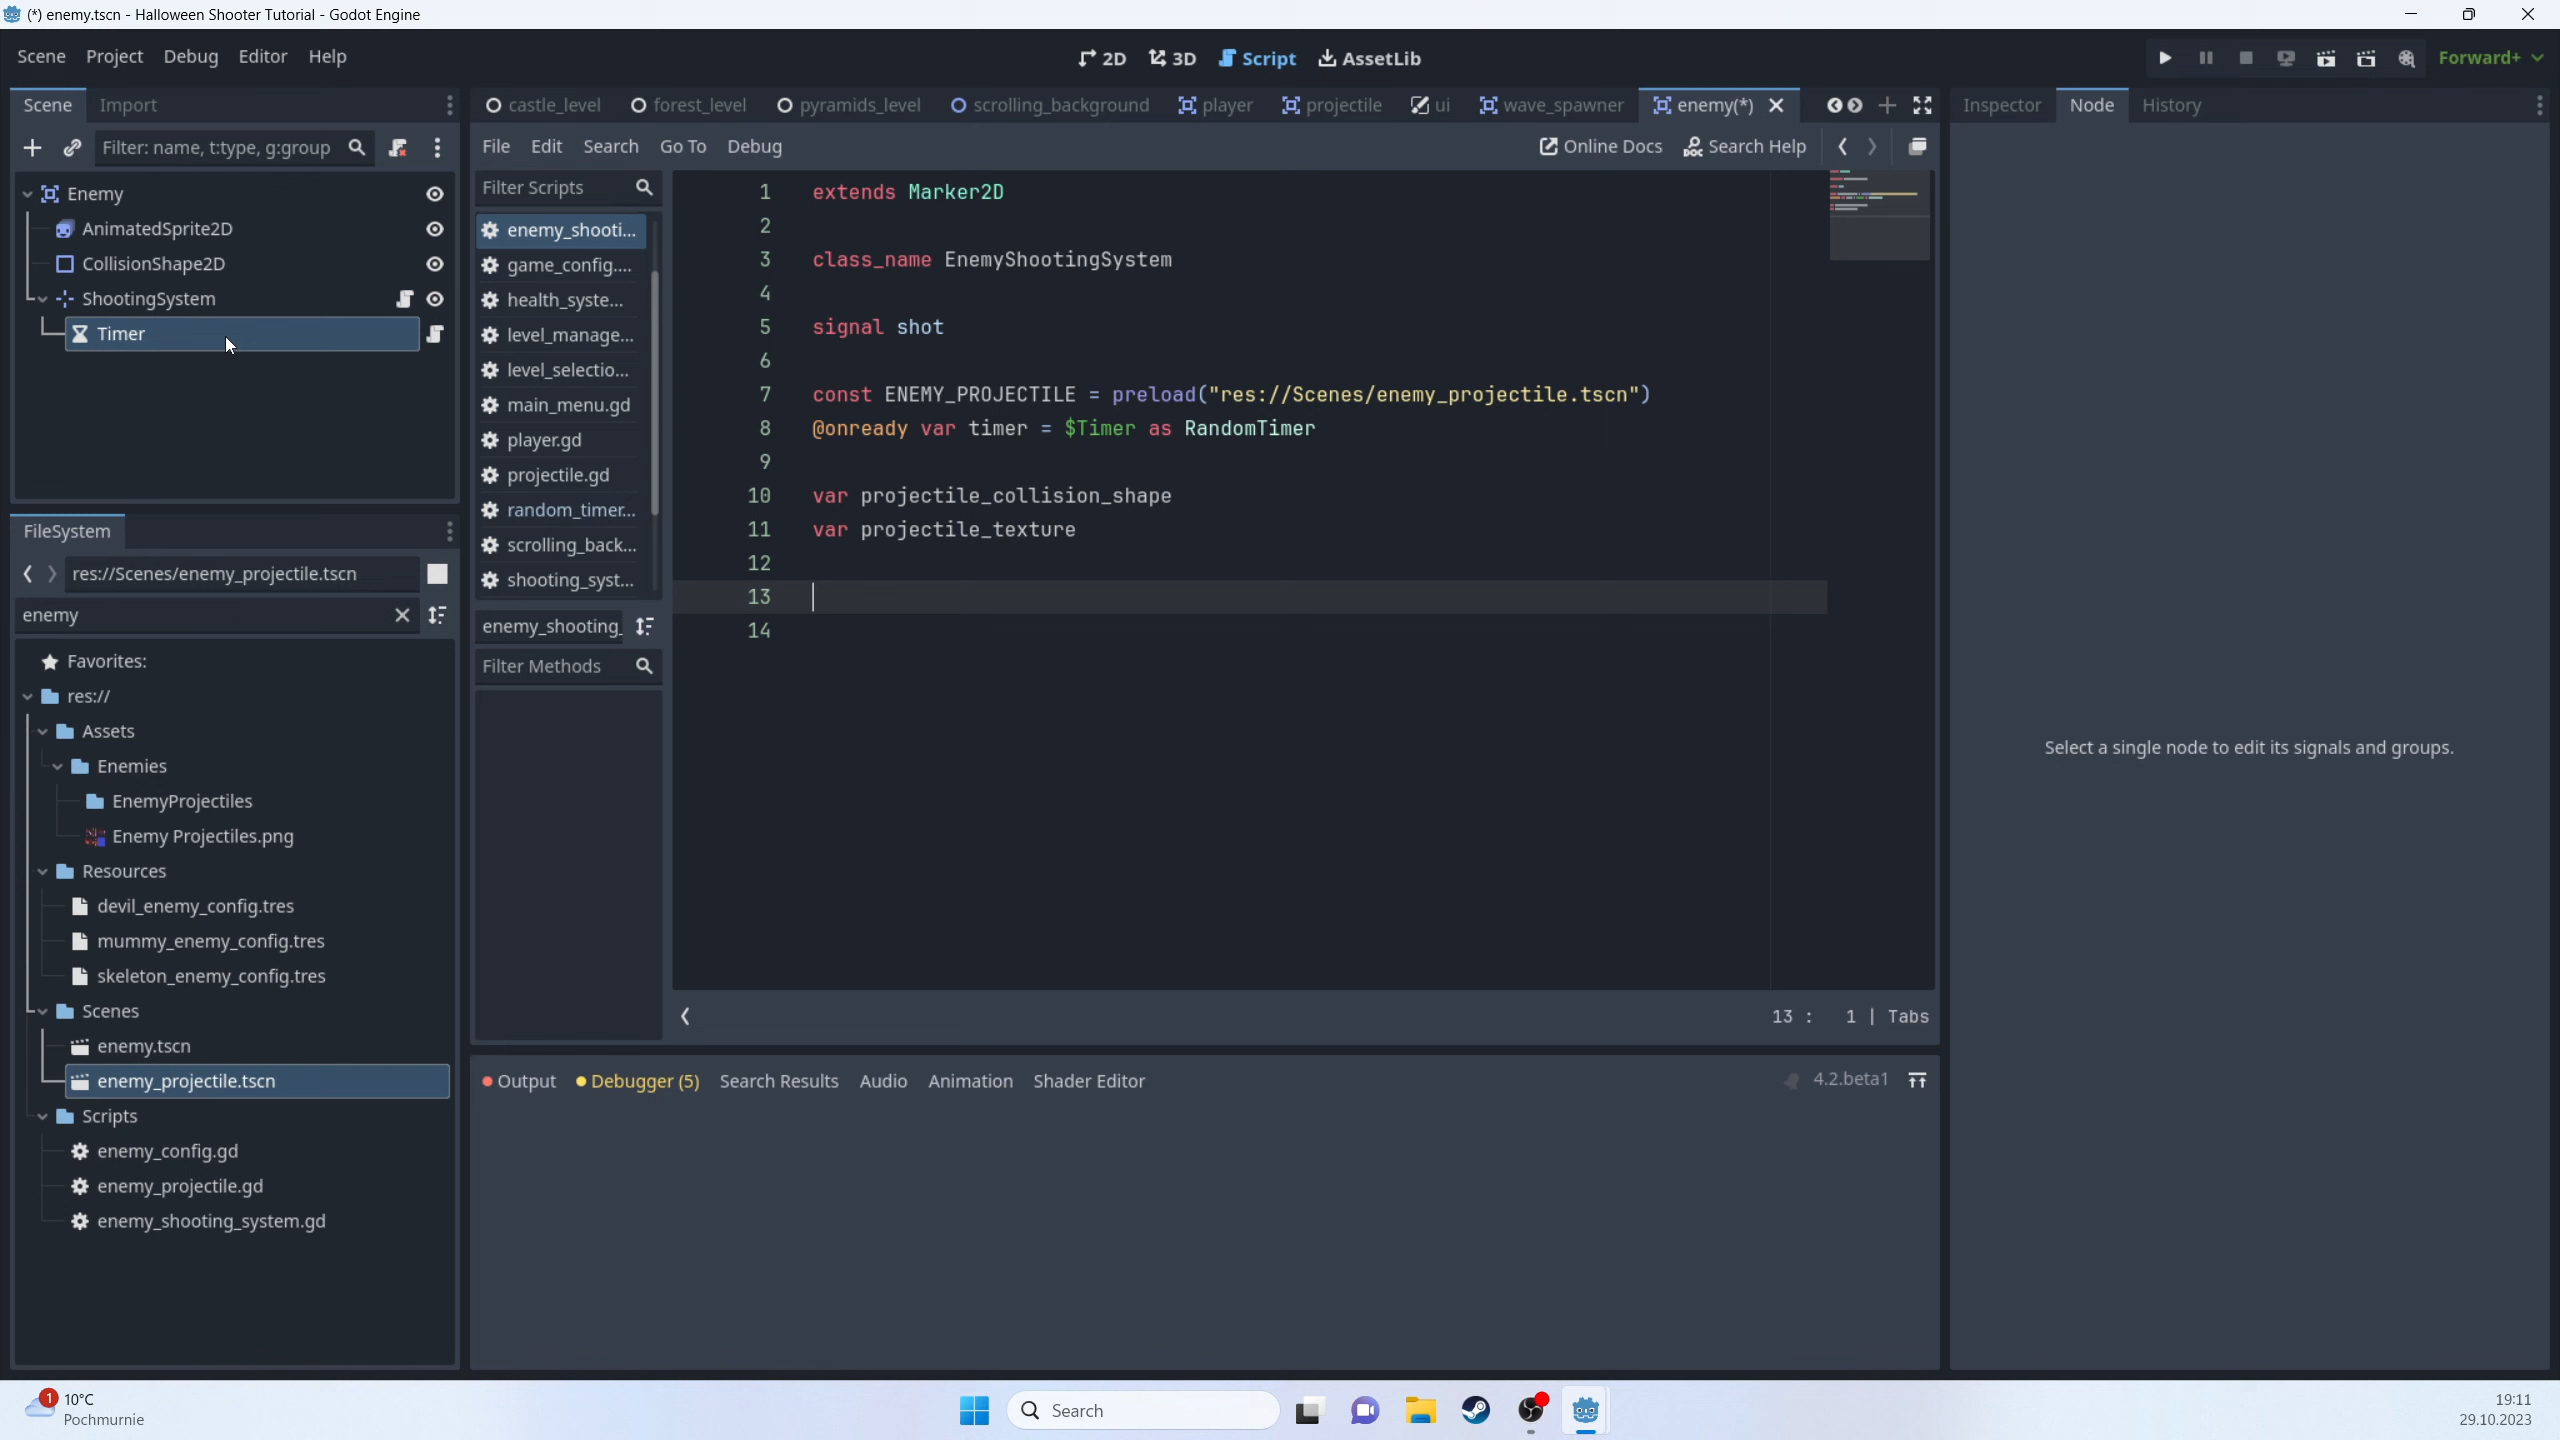 (*) enemy.tscn - Halloween Shooter Tutorial - Godot Engine
Scene Project Debug Editor Help
2D 3D Script AssetLib
Forward+
Scene Import
Filter: name, t:type, g:group
Enemy
AnimatedSprite2D
CollisionShape2D
ShootingSystem
Timer
FileSystem
res://Scenes/enemy_projectile.tscn
enemy
Favorites:
res://
Assets
Enemies
EnemyProjectiles
Enemy Projectiles.png
Resources
devil_enemy_config.tres
mummy_enemy_config.tres
skeleton_enemy_config.tres
Scenes
enemy.tscn
enemy_projectile.tscn
Scripts
enemy_config.gd
enemy_projectile.gd
enemy_shooting_system.gd
castle_level forest_level pyramids_level scrolling_background player projectile ui wave_spawner enemy(*)
File Edit Search Go To Debug
Online Docs Search Help
Filter Scripts
enemy_shooti...
game_config....
health_syste...
level_manage...
level_selectio...
main_menu.gd
player.gd
projectile.gd
random_timer...
scrolling_back...
shooting_syst...
enemy_shooting_
Filter Methods
1 extends Marker2D
2
3 class_name EnemyShootingSystem
4
5 signal shot
6
7 const ENEMY_PROJECTILE = preload("res://Scenes/enemy_projectile.tscn")
8 @onready var timer = $Timer as RandomTimer
9
10 var projectile_collision_shape
11 var projectile_texture
12
13
14
13 : 1 | Tabs
Output Debugger (5) Search Results Audio Animation Shader Editor
4.2.beta1
Inspector Node History
Select a single node to edit its signals and groups.
1
10°C
Pochmurnie
Search
19:11
29.10.2023